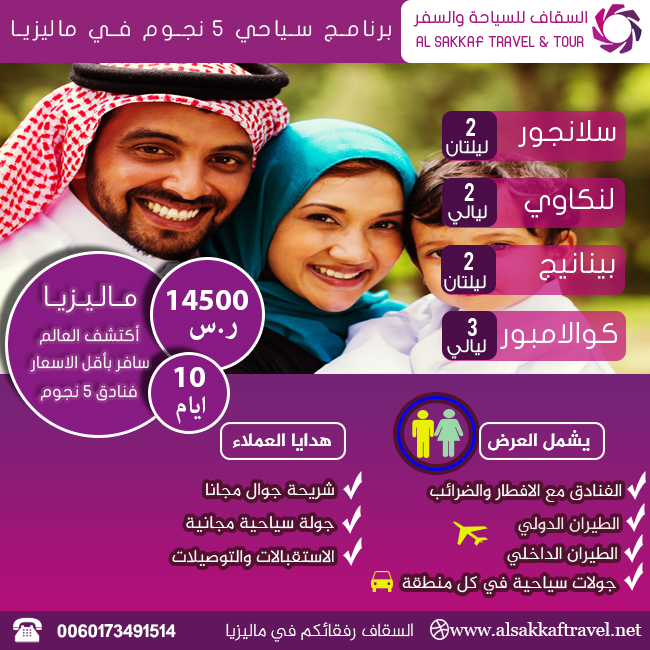 السقاف للسياحة والسفر
AL SAKKAF TRAVEL & TOUR
برنامج سياحي 5 نجوم في ماليزيا
سلانجور
2
ليلتان
لنكاوي
2
ليالي
بينانيج
2
ليلتان
كوالامبور
3
ليالي
14500
ر.س
10
ايام
ماليزيا
أكتشف العالم
سافر بأقل الاسعار
فنادق 5 نجوم
يشمل العرض
الفنادق مع الافطار والضرائب
الطيران الدولي
الطيران الداخلي
جولات سياحية في كل منطقة
هدايا العملاء
شريحة جوال مجانا
جولة سياحية مجانية
الاستقبالات والتوصيلات
www.alsakkaftravel.net
السقاف رفقائكم في ماليزيا
0060173491514